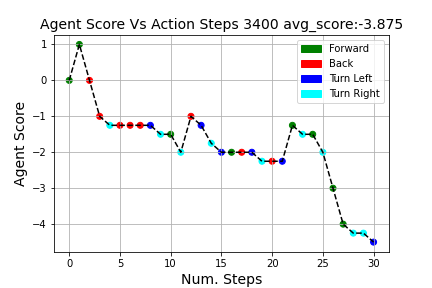 Agent Score Vs Action Steps 3400 avg_score:-3.875
Agent Score
1
0
−1
−2
−3
−4
Forward
Back
Turn Left
Turn Right
0 5 10 15 20 25 30
Num. Steps